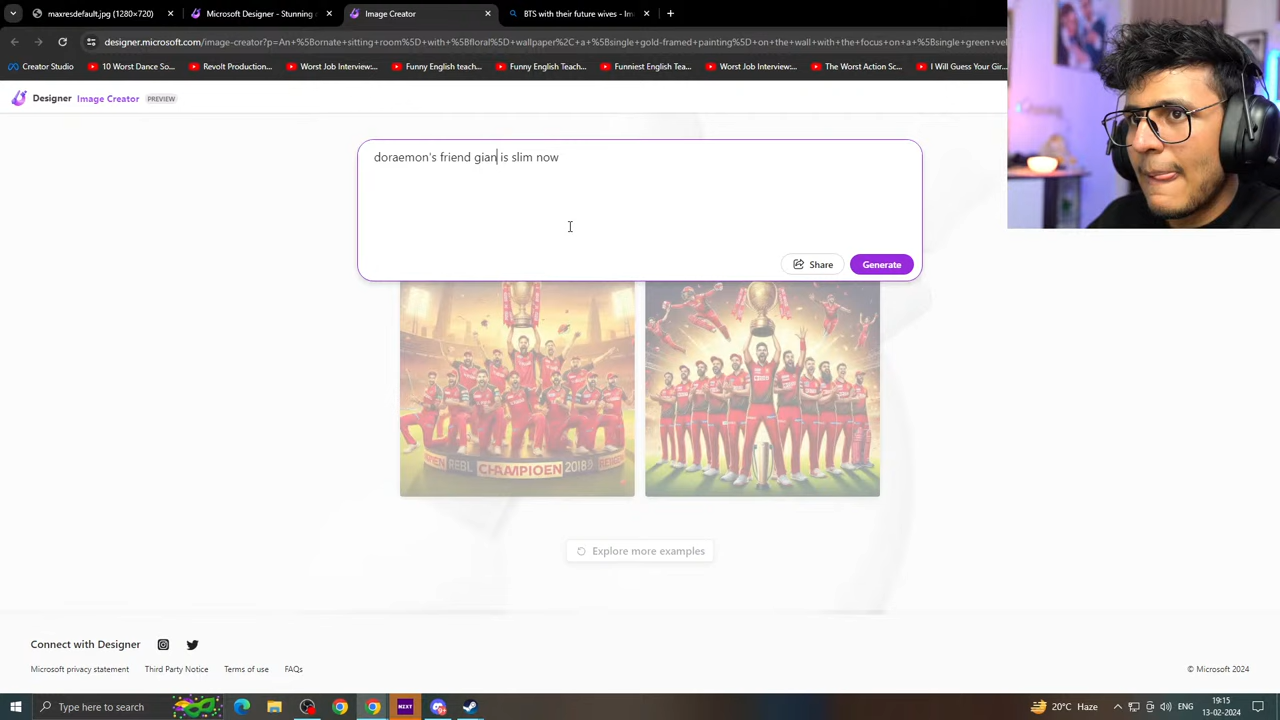 maxresdefault.jpg (1280×720)
Microsoft Designer - Stunning
Image Creator
BTS with their future wives - Im
designer.microsoft.com/image-creator?p=An+%5Bornate+sitting+room%5D+with+%5Bfloral%5D+wallpaper%2C+a+%5Bsingle+gold-framed+painting%5D+on+the+wall+with+the+focus+on+a+%5Bsingle+green+vel
Creator Studio
10 Worst Dance So...
Revolt Production...
Worst Job Interview:...
Funny English teac...
Funny English Teac...
Funniest English Tea...
Worst Job Interview:...
The Worst Action Sc...
I Will Guess Your Gir...
Designer Image Creator PREVIEW
doraemon's friend gian is slim now
Share
Generate
CHAMPIOEN 2018
Explore more examples
Connect with Designer
Microsoft privacy statement
Third Party Notice
Terms of use
FAQs
© Microsoft 2024
Type here to search
NZXT
20°C Haze
ENG
19:15
13-02-2024